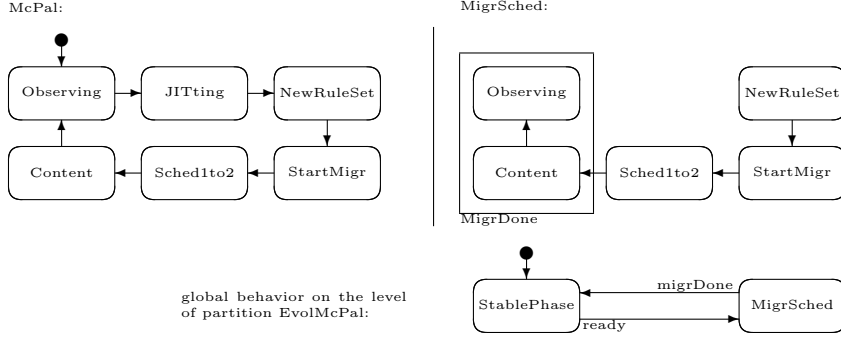 McPal:
MigrSched:
Observing
JITting
NewRuleSet
Observing
NewRuleSet
Content
Sched1to2
StartMigr
Content
Sched1to2
StartMigr
MigrDone
global behavior on the level
of partition EvolMcPal:
StablePhase
migrDone
MigrSched
ready